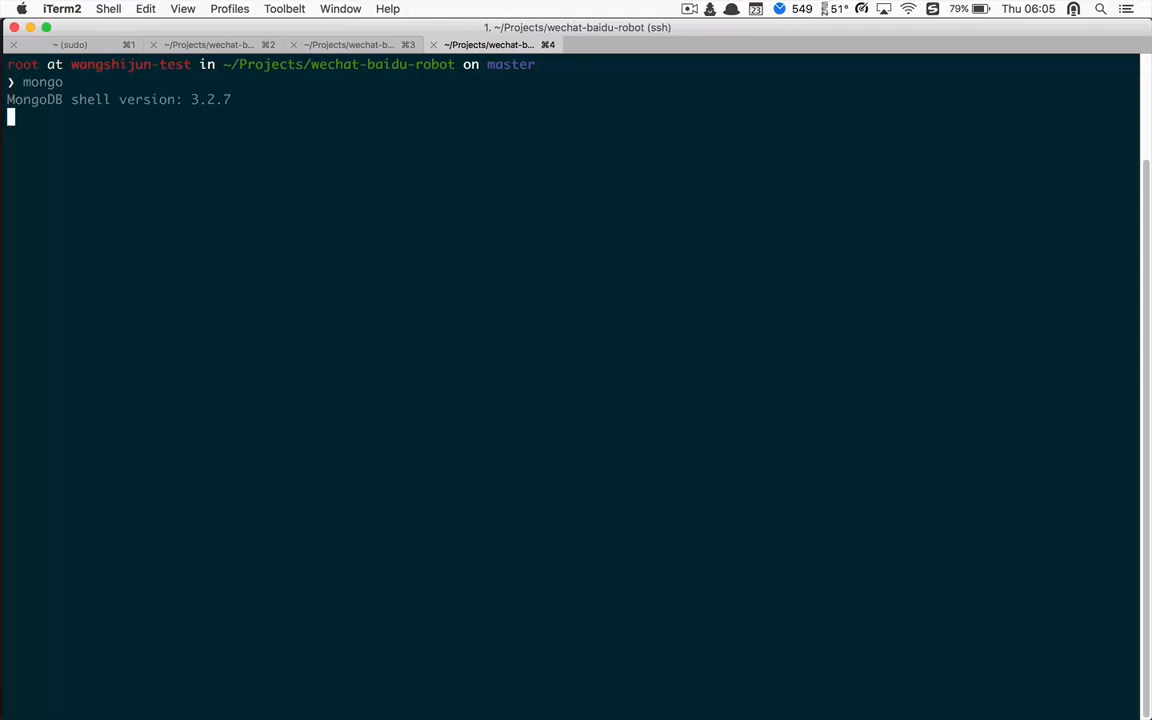 iTerm2 Shell Edit View Profiles Toolbelt Window Help 23 549 51° 79% Thu 06:05
1. ~/Projects/wechat-baidu-robot (ssh)
~ (sudo) ⌘1 ~/Projects/wechat-b... ⌘2 ~/Projects/wechat-b... ⌘3 ~/Projects/wechat-b... ⌘4
root at wangshijun-test in ~/Projects/wechat-baidu-robot on master
❯ mongo
MongoDB shell version: 3.2.7